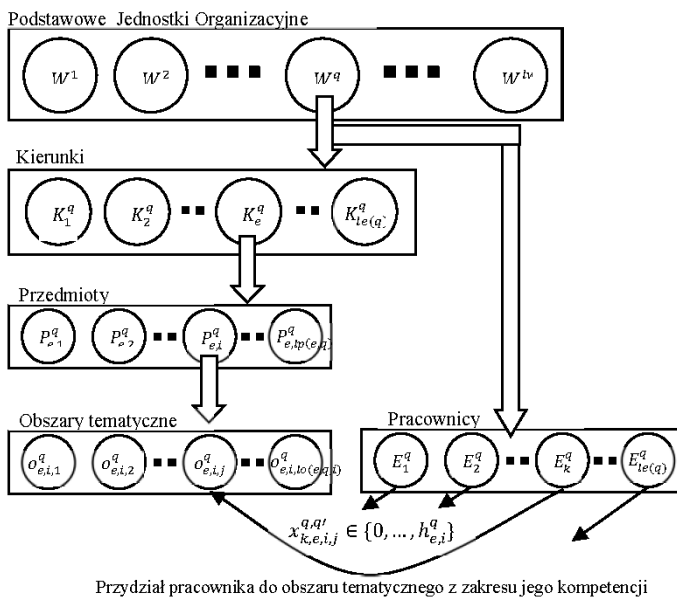 Podstawowe Jednostki Organizacyjne
W^1 W^2 ■■■ W^q ■■■ W^{lw}
Kierunki
K_1^q K_2^q ■■ K_e^q ■■ K_{le(q)}^q
Przedmioty
P_{e,1}^q P_{e,2}^q ■■ P_{e,i}^q ■■ P_{e,lp(e,q)}^q
Obszary tematyczne
o_{e,i,1}^q o_{e,i,2}^q ■■ o_{e,i,j}^q ■■ o_{e,i,lo(e,q,i)}^q
Pracownicy
E_1^q E_2^q ■■ E_k^q ■■ E_{le(q)}^q
x_{k,e,i,j}^{q,q'} ∈ {0, ..., h_{e,i}^q}
Przydział pracownika do obszaru tematycznego z zakresu jego kompetencji